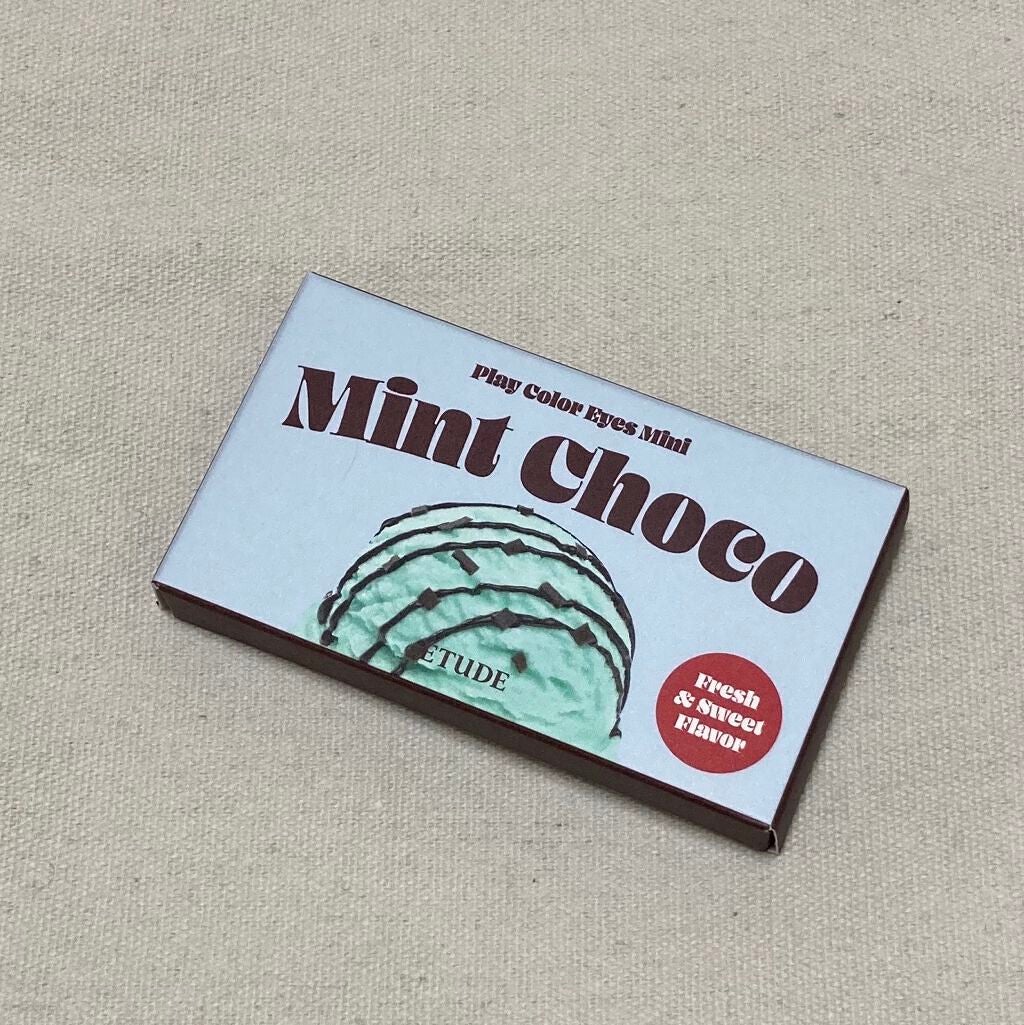 Play Color Eyes Mini
Mint Choco
ETUDE
Fresh
& Sweet
Flavor